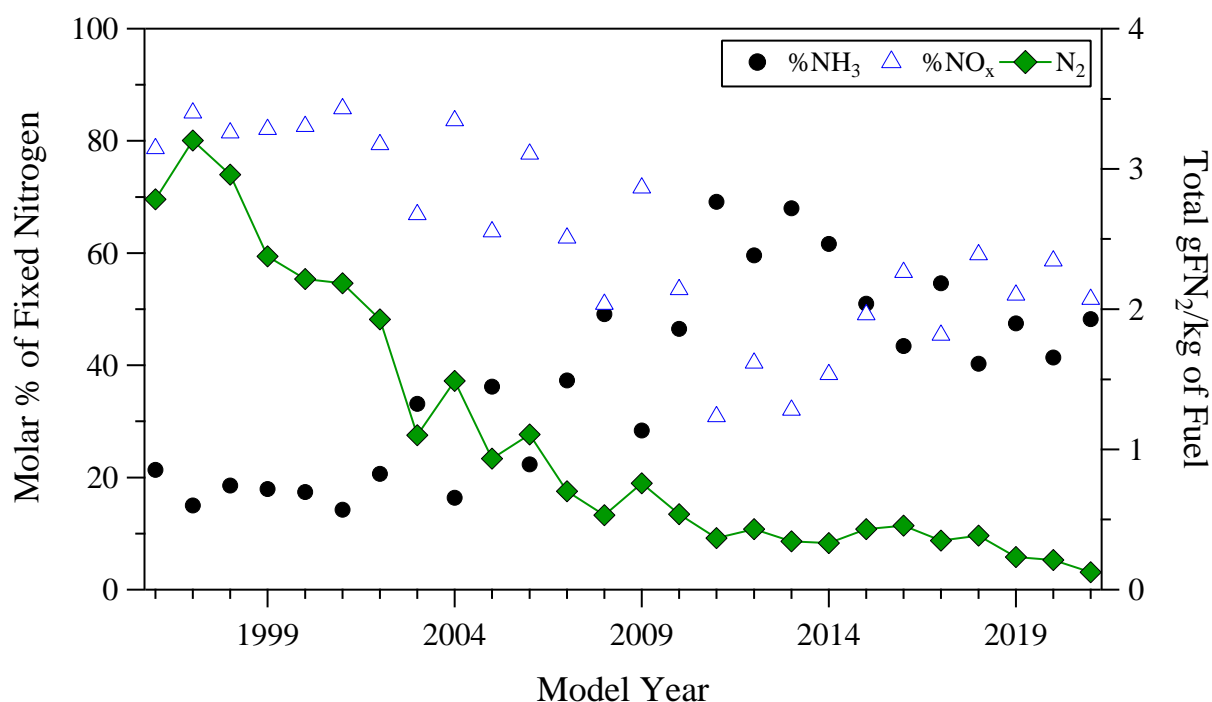 %NH₃ %NOₓ N₂
100
80
60
40
20
0
Molar % of Fixed Nitrogen
4
3
2
1
0
Total gFN₂/kg of Fuel
1999 2004 2009 2014 2019
Model Year